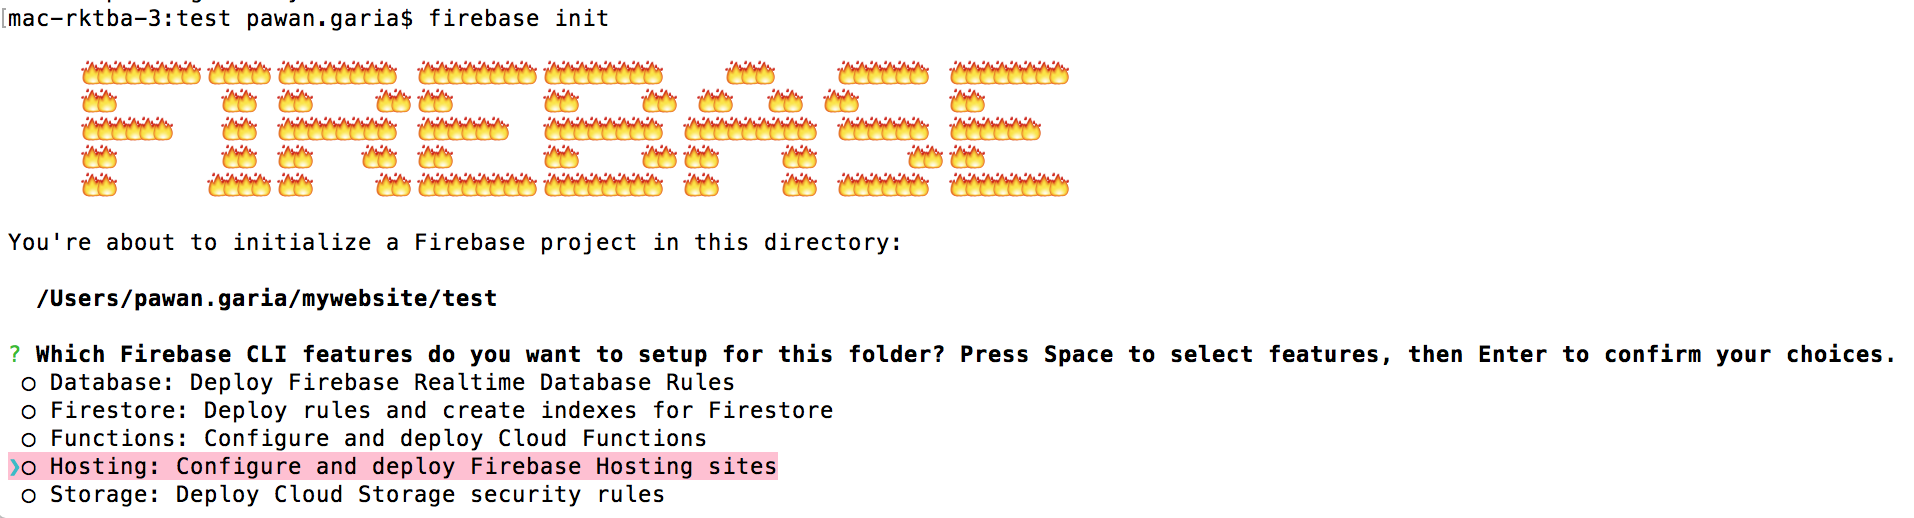 [mac-rktba-3:test pawan.garia$ firebase init
FIREBASE
You're about to initialize a Firebase project in this directory:
/Users/pawan.garia/mywebsite/test
? Which Firebase CLI features do you want to setup for this folder? Press Space to select features, then Enter to confirm your choices.
◯ Database: Deploy Firebase Realtime Database Rules
◯ Firestore: Deploy rules and create indexes for Firestore
◯ Functions: Configure and deploy Cloud Functions
❯◯ Hosting: Configure and deploy Firebase Hosting sites
◯ Storage: Deploy Cloud Storage security rules